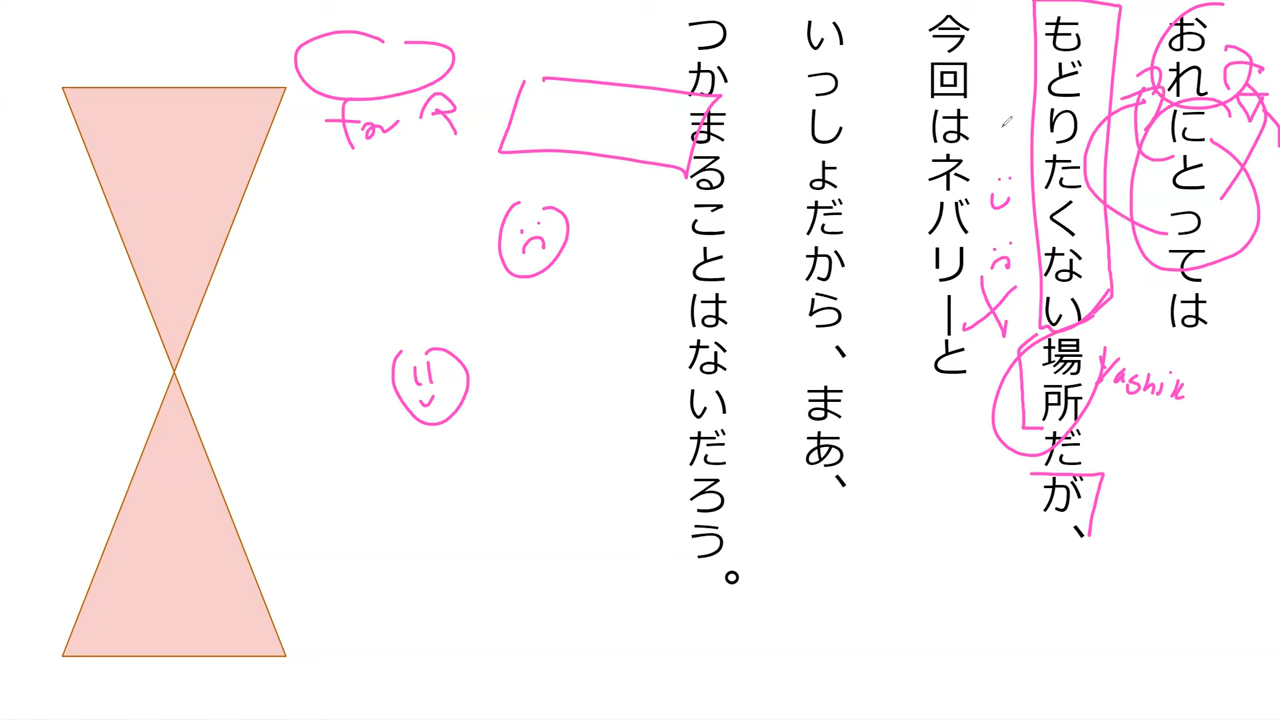 おれにとっては
もどりたくない場所だが、
今回はネバリーと
いっしょだから、まあ、
つかまることはないだろう。
for R
Yashik